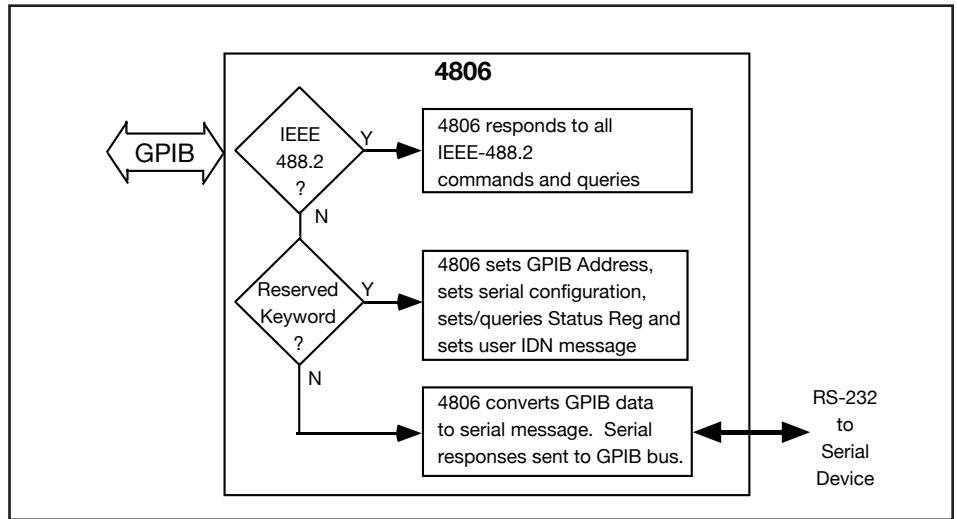 4806
GPIB
IEEE
488.2
?
Y
N
4806 responds to all
IEEE-488.2
commands and queries
Reserved
Keyword
?
Y
N
4806 sets GPIB Address,
sets serial configuration,
sets/queries Status Reg and
sets user IDN message
4806 converts GPIB data
to serial message.  Serial
responses sent to GPIB bus.
RS-232
to
Serial
Device